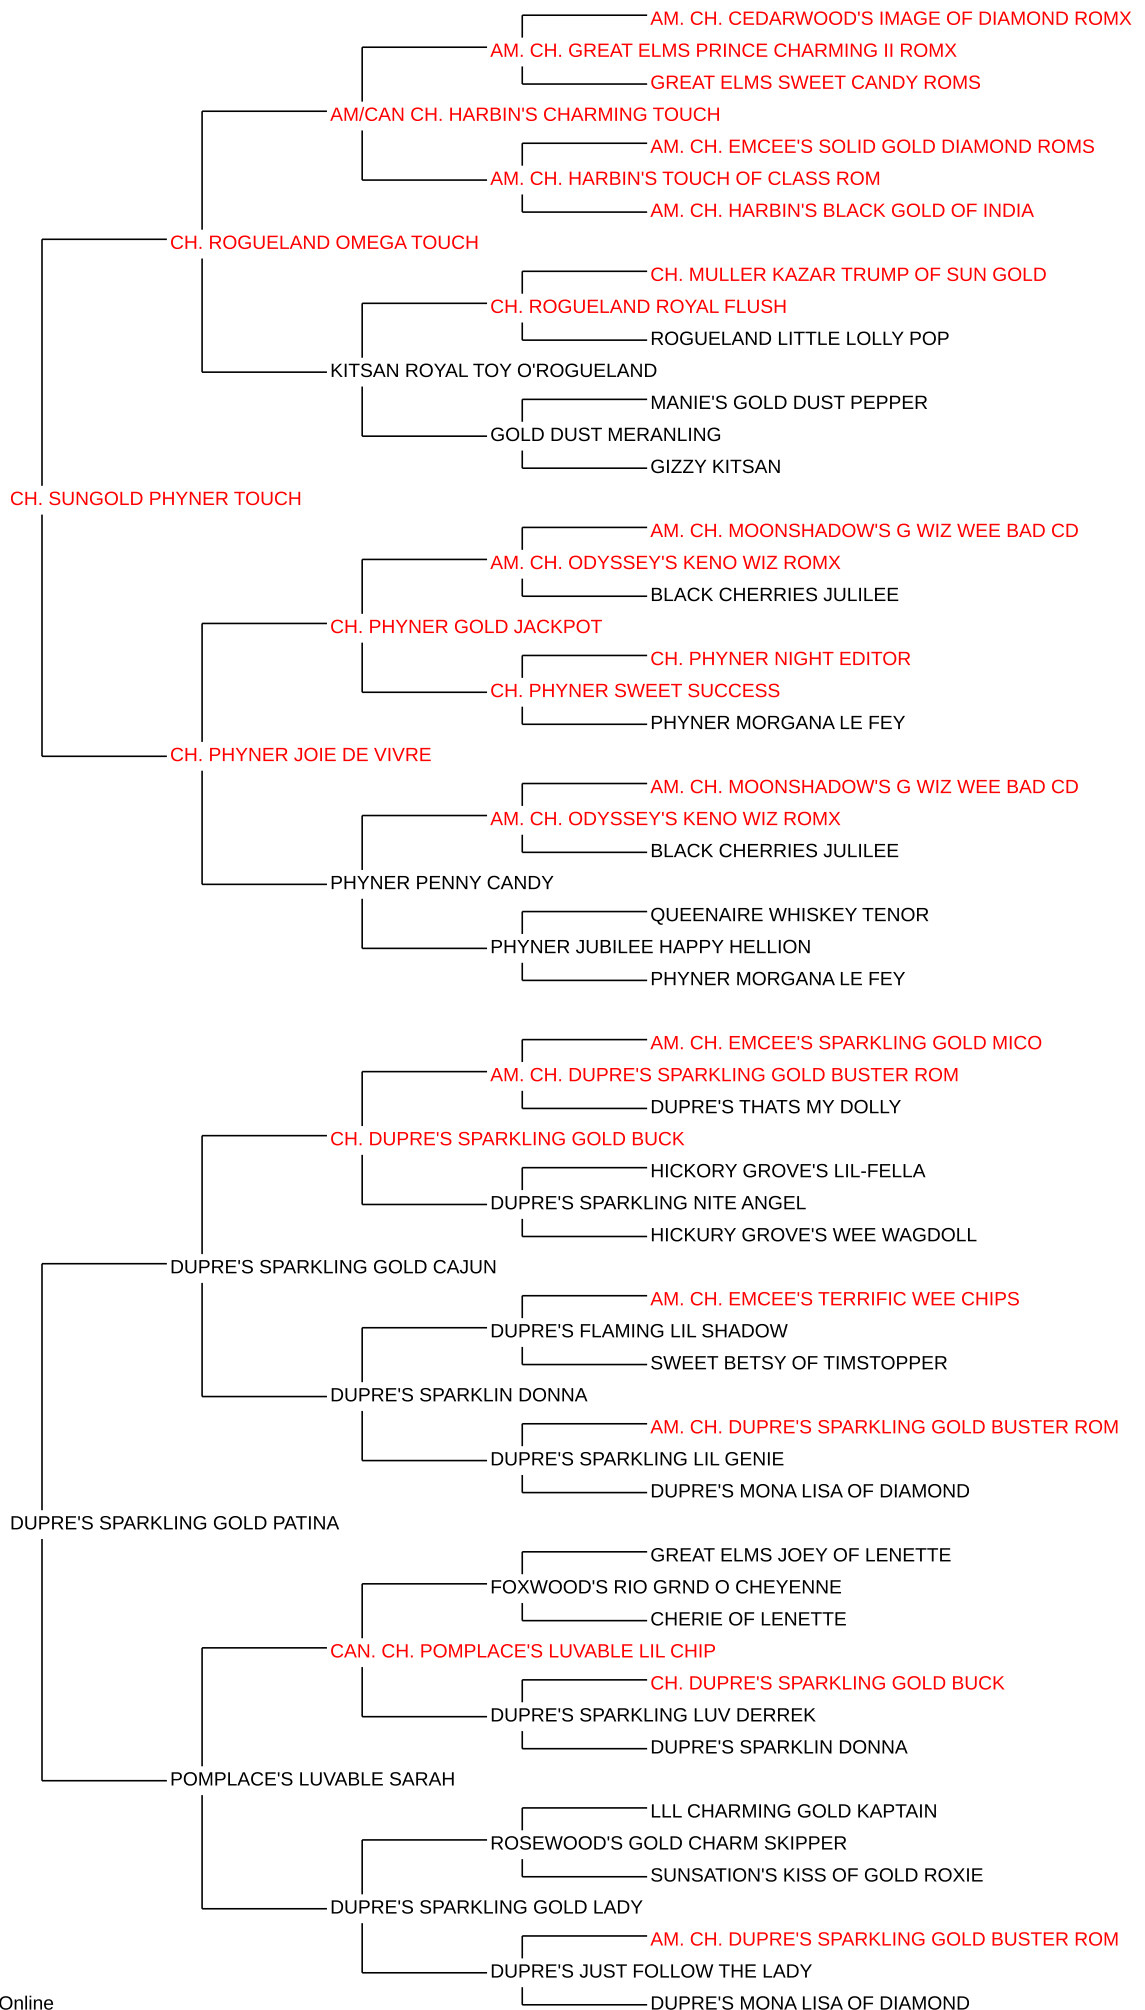 AM. CH. CEDARWOOD'S IMAGE OF DIAMOND ROMX
AM. CH. GREAT ELMS PRINCE CHARMING II ROMX
GREAT ELMS SWEET CANDY ROMS
AM/CAN CH. HARBIN'S CHARMING TOUCH
AM. CH. EMCEE'S SOLID GOLD DIAMOND ROMS
AM. CH. HARBIN'S TOUCH OF CLASS ROM
AM. CH. HARBIN'S BLACK GOLD OF INDIA
CH. ROGUELAND OMEGA TOUCH
CH. MULLER KAZAR TRUMP OF SUN GOLD
CH. ROGUELAND ROYAL FLUSH
ROGUELAND LITTLE LOLLY POP
KITSAN ROYAL TOY O'ROGUELAND
MANIE'S GOLD DUST PEPPER
GOLD DUST MERANLING
GIZZY KITSAN
CH. SUNGOLD PHYNER TOUCH
AM. CH. MOONSHADOW'S G WIZ WEE BAD CD
AM. CH. ODYSSEY'S KENO WIZ ROMX
BLACK CHERRIES JULILEE
CH. PHYNER GOLD JACKPOT
CH. PHYNER NIGHT EDITOR
CH. PHYNER SWEET SUCCESS
PHYNER MORGANA LE FEY
CH. PHYNER JOIE DE VIVRE
AM. CH. MOONSHADOW'S G WIZ WEE BAD CD
AM. CH. ODYSSEY'S KENO WIZ ROMX
BLACK CHERRIES JULILEE
PHYNER PENNY CANDY
QUEENAIRE WHISKEY TENOR
PHYNER JUBILEE HAPPY HELLION
PHYNER MORGANA LE FEY
AM. CH. EMCEE'S SPARKLING GOLD MICO
AM. CH. DUPRE'S SPARKLING GOLD BUSTER ROM
DUPRE'S THATS MY DOLLY
CH. DUPRE'S SPARKLING GOLD BUCK
HICKORY GROVE'S LIL-FELLA
DUPRE'S SPARKLING NITE ANGEL
HICKURY GROVE'S WEE WAGDOLL
DUPRE'S SPARKLING GOLD CAJUN
AM. CH. EMCEE'S TERRIFIC WEE CHIPS
DUPRE'S FLAMING LIL SHADOW
SWEET BETSY OF TIMSTOPPER
DUPRE'S SPARKLIN DONNA
AM. CH. DUPRE'S SPARKLING GOLD BUSTER ROM
DUPRE'S SPARKLING LIL GENIE
DUPRE'S MONA LISA OF DIAMOND
DUPRE'S SPARKLING GOLD PATINA
GREAT ELMS JOEY OF LENETTE
FOXWOOD'S RIO GRND O CHEYENNE
CHERIE OF LENETTE
CAN. CH. POMPLACE'S LUVABLE LIL CHIP
CH. DUPRE'S SPARKLING GOLD BUCK
DUPRE'S SPARKLING LUV DERREK
DUPRE'S SPARKLIN DONNA
POMPLACE'S LUVABLE SARAH
LLL CHARMING GOLD KAPTAIN
ROSEWOOD'S GOLD CHARM SKIPPER
SUNSATION'S KISS OF GOLD ROXIE
DUPRE'S SPARKLING GOLD LADY
AM. CH. DUPRE'S SPARKLING GOLD BUSTER ROM
DUPRE'S JUST FOLLOW THE LADY
DUPRE'S MONA LISA OF DIAMOND
Online